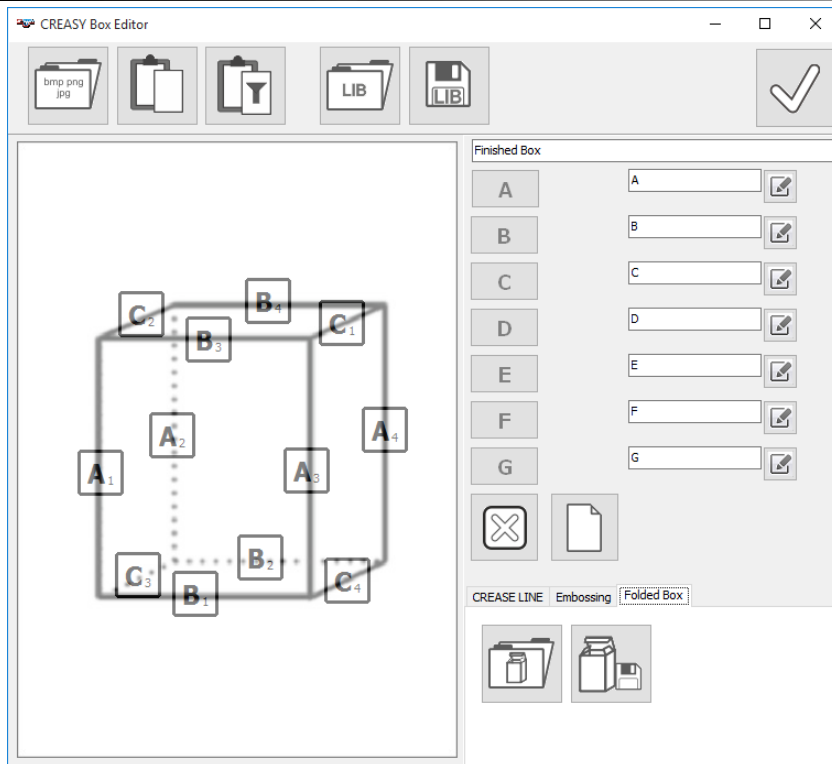 CREASY Box Editor
bmp png
jpg
LIB
LIB
Finished Box
A A
B B
C C
D D
E E
F F
G G
C2 B4 C1
B3
A2 A4
A1 A3
C3 B2 C4
B1
CREASE LINE Embossing Folded Box